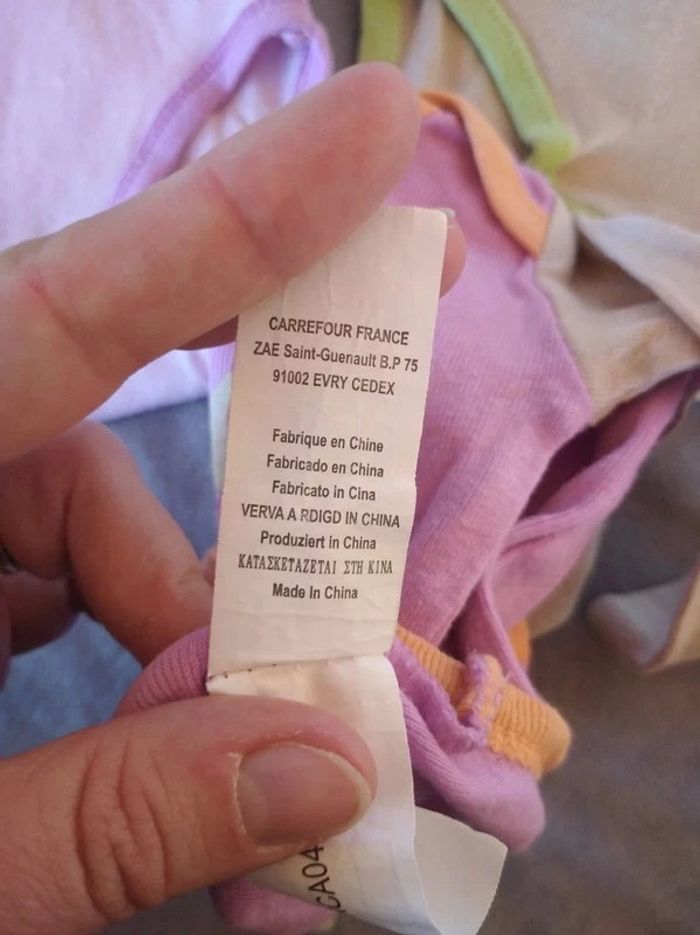 CARREFOUR FRANCE
ZAE Saint-Guenault B.P 75
91002 EVRY CEDEX
Fabrique en Chine
Fabricado en China
Fabricato in Cina
VERVA A RDIGD IN CHINA
Produziert in China
ΚΑΤΑΣΚΕΤΑΖΕΤΑΙ ΣΤΗ ΚΙΝΑ
Made In China
CA04